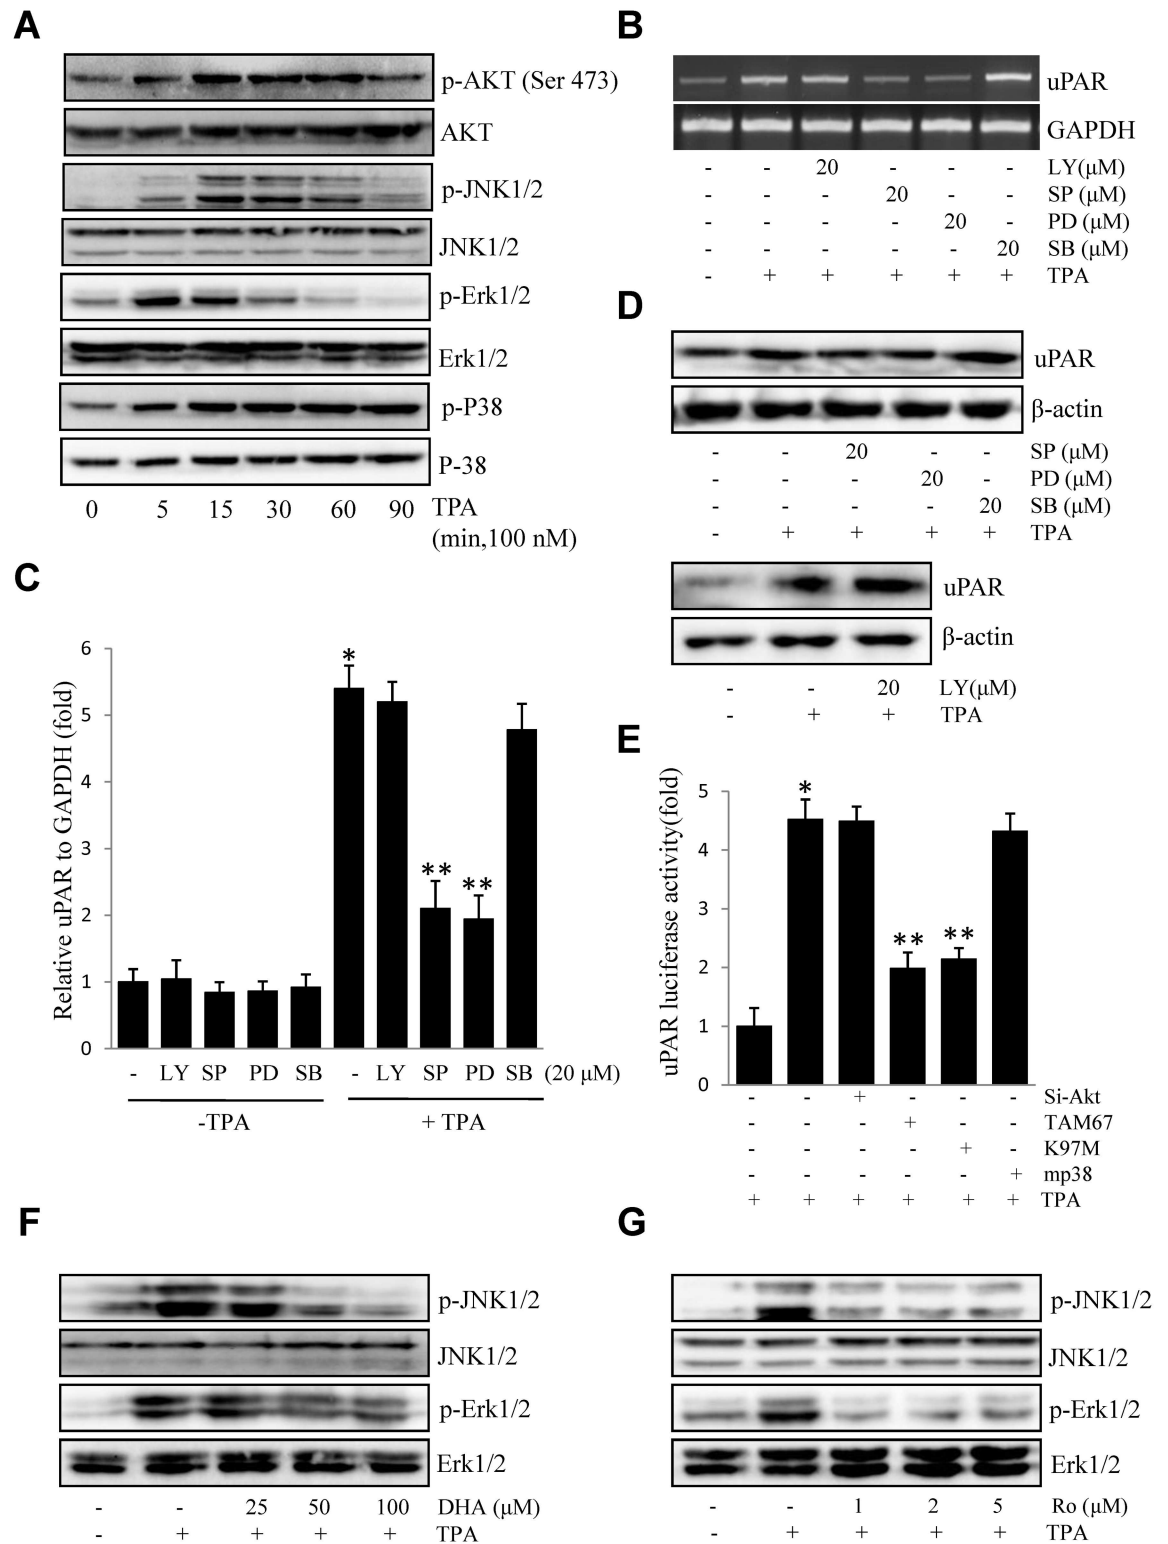 A
p-AKT (Ser 473)
AKT
p-JNK1/2
JNK1/2
p-Erk1/2
Erk1/2
p-P38
P-38
0 5 15 30 60 90 TPA
(min,100 nM)
B
uPAR
GAPDH
- - 20 - - - LY(μM)
- - - 20 - - SP (μM)
- - - - 20 - PD (μM)
- - - - - 20 SB (μM)
- + + + + + TPA
C
Relative uPAR to GAPDH (fold)
6
5
4
3
2
1
0
*
** **
- LY SP PD SB - LY SP PD SB (20 μM)
-TPA + TPA
D
uPAR
β-actin
- - 20 - - SP (μM)
- - - 20 - PD (μM)
- - - - 20 SB (μM)
- + + + + TPA
uPAR
β-actin
- - 20 LY(μM)
- + + TPA
E
uPAR luciferase activity(fold)
5
4
3
2
1
0
*
** **
- - + - - - Si-Akt
- - - + - - TAM67
- - - - + - K97M
- - - - - + mp38
+ + + + + + TPA
F
p-JNK1/2
JNK1/2
p-Erk1/2
Erk1/2
- - 25 50 100 DHA (μM)
- + + + + TPA
G
p-JNK1/2
JNK1/2
p-Erk1/2
Erk1/2
- - 1 2 5 Ro (μM)
- + + + + TPA